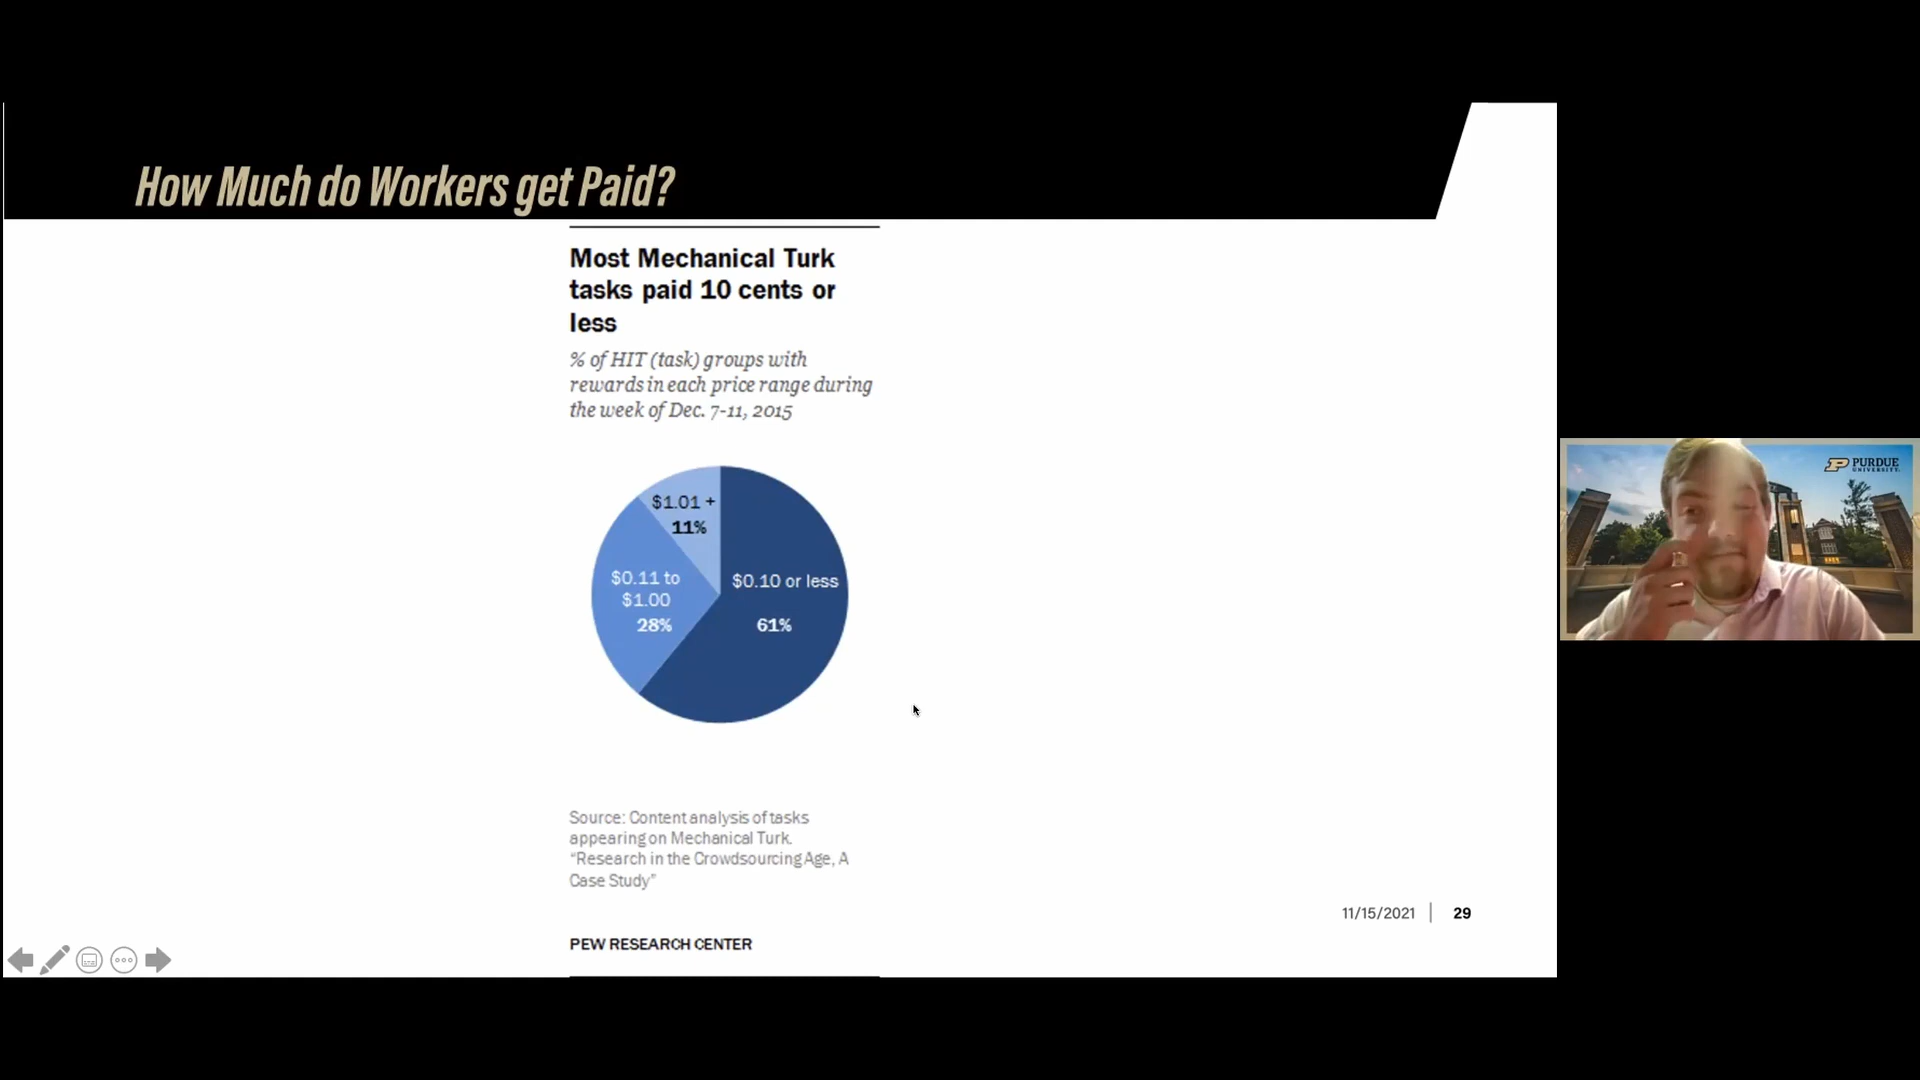 How Much do Workers get Paid?
Most Mechanical Turk
tasks paid 10 cents or
less
% of HIT (task) groups with
rewards in each price range during
the week of Dec. 7-11, 2015
$1.01 +
11%
$0.11 to
$1.00
28%
$0.10 or less
61%
Source: Content analysis of tasks
appearing on Mechanical Turk.
“Research in the Crowdsourcing Age, A
Case Study”
PEW RESEARCH CENTER
11/15/2021
29
P PURDUE
UNIVERSITY